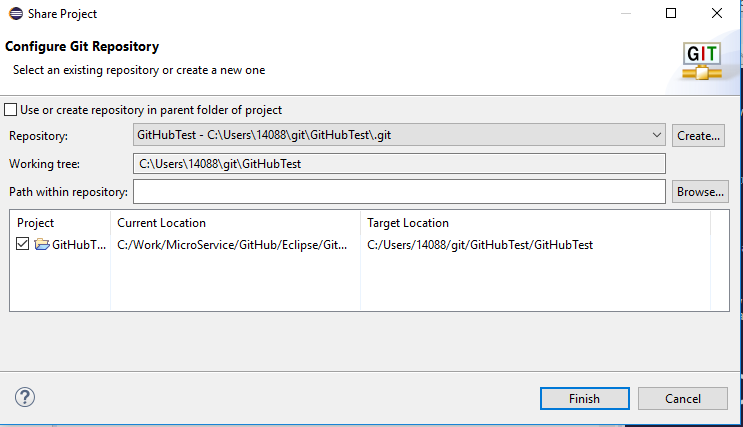 Share Project
Configure Git Repository
Select an existing repository or create a new one
GIT
Use or create repository in parent folder of project
Repository: GitHubTest - C:\Users\14088\git\GitHubTest\.git Create...
Working tree: C:\Users\14088\git\GitHubTest
Path within repository: Browse...
Project Current Location Target Location
GitHubT... C:/Work/MicroService/GitHub/Eclipse/Git... C:/Users/14088/git/GitHubTest/GitHubTest
? Finish Cancel